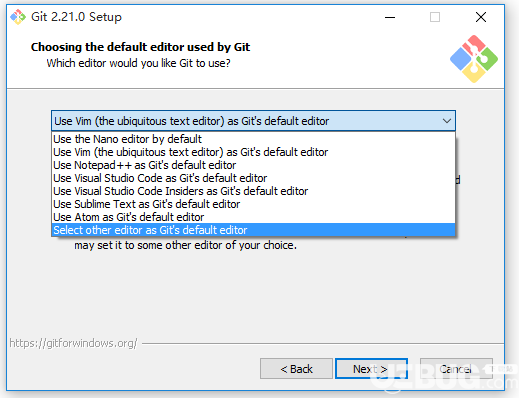 Git 2.21.0 Setup
Choosing the default editor used by Git
Which editor would you like Git to use?
Use Vim (the ubiquitous text editor) as Git's default editor
Use the Nano editor by default
Use Vim (the ubiquitous text editor) as Git's default editor
Use Notepad++ as Git's default editor
Use Visual Studio Code as Git's default editor
Use Visual Studio Code Insiders as Git's default editor
Use Sublime Text as Git's default editor
Use Atom as Git's default editor
Select other editor as Git's default editor
may set it to some other editor of your choice.
https://gitforwindows.org/
< Back
Next >
Cancel